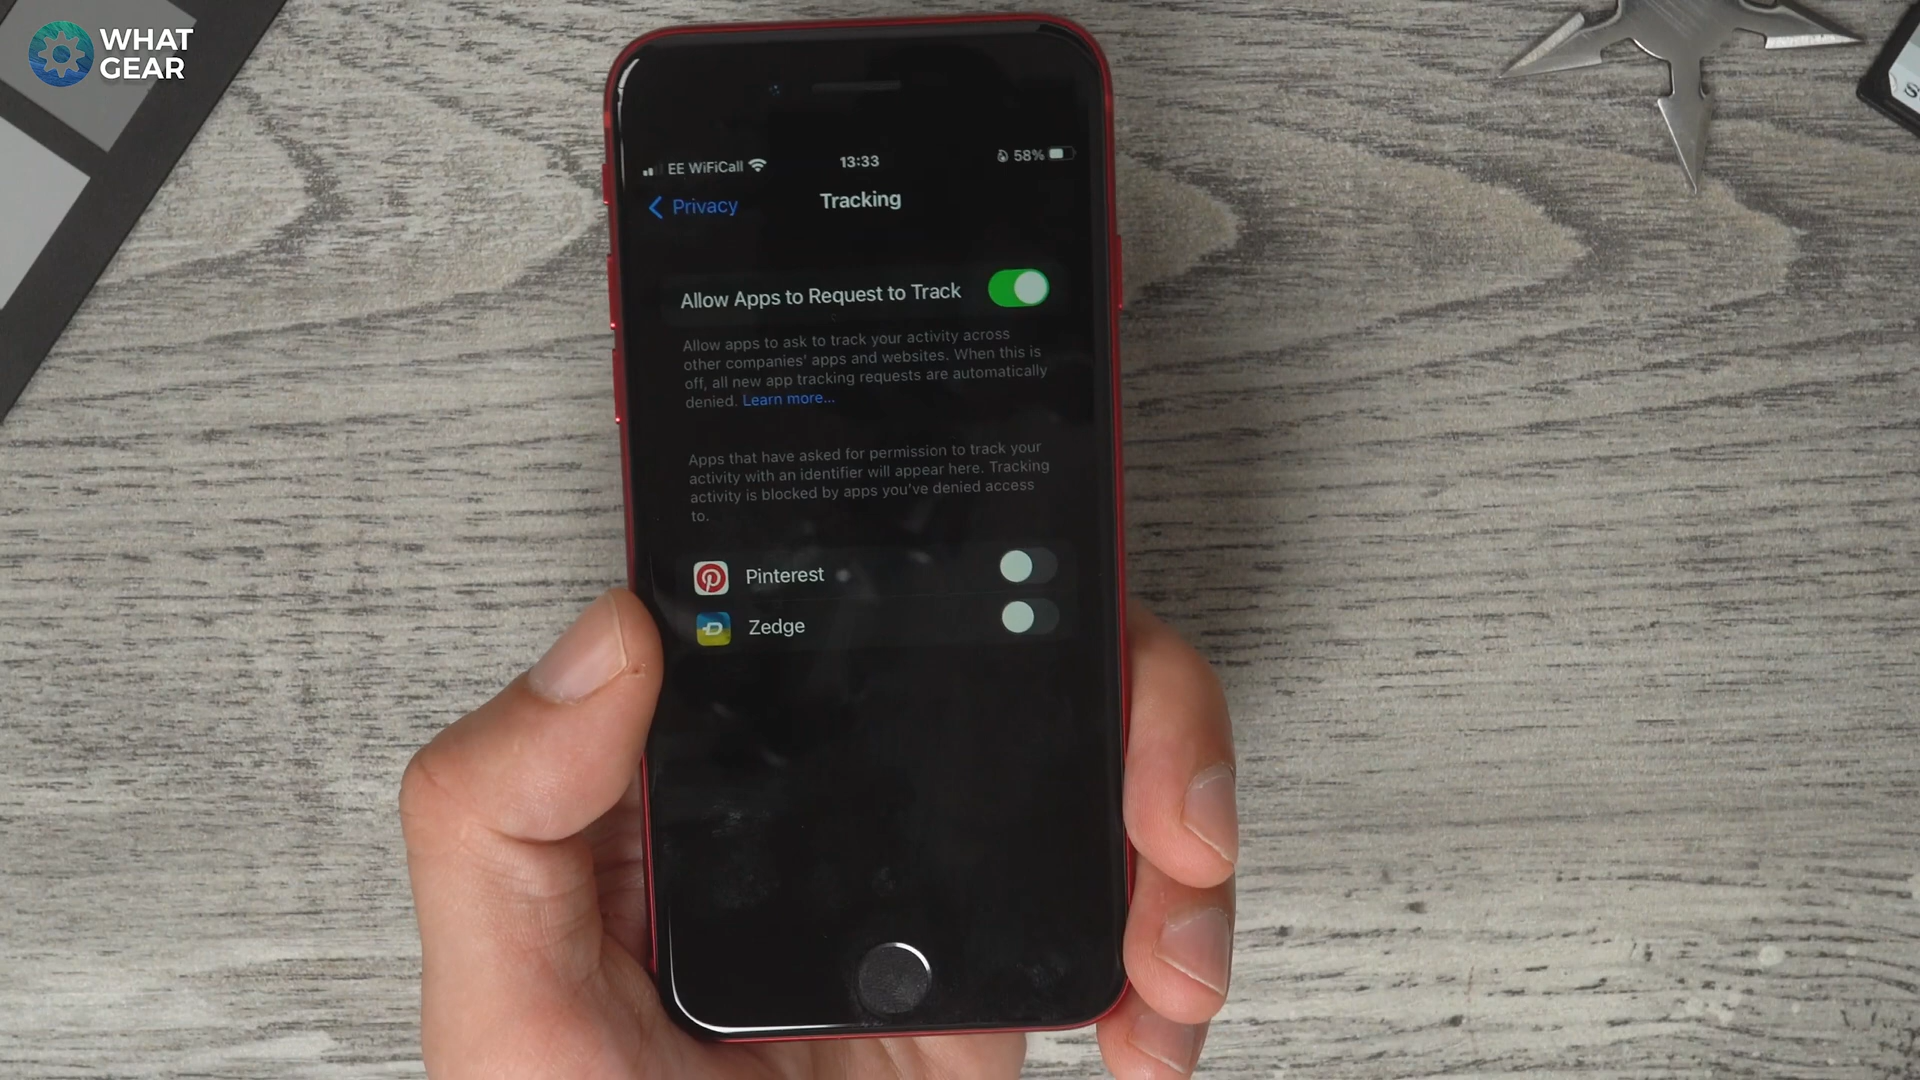 WHAT
GEAR
EE WiFiCall
13:33
58%
Privacy
Tracking
Allow Apps to Request to Track
Allow apps to ask to track your activity across
other companies' apps and websites. When this is
off, all new app tracking requests are automatically
denied. Learn more...
Apps that have asked for permission to track your
activity with an identifier will appear here. Tracking
activity is blocked by apps you've denied access
to.
Pinterest
Zedge